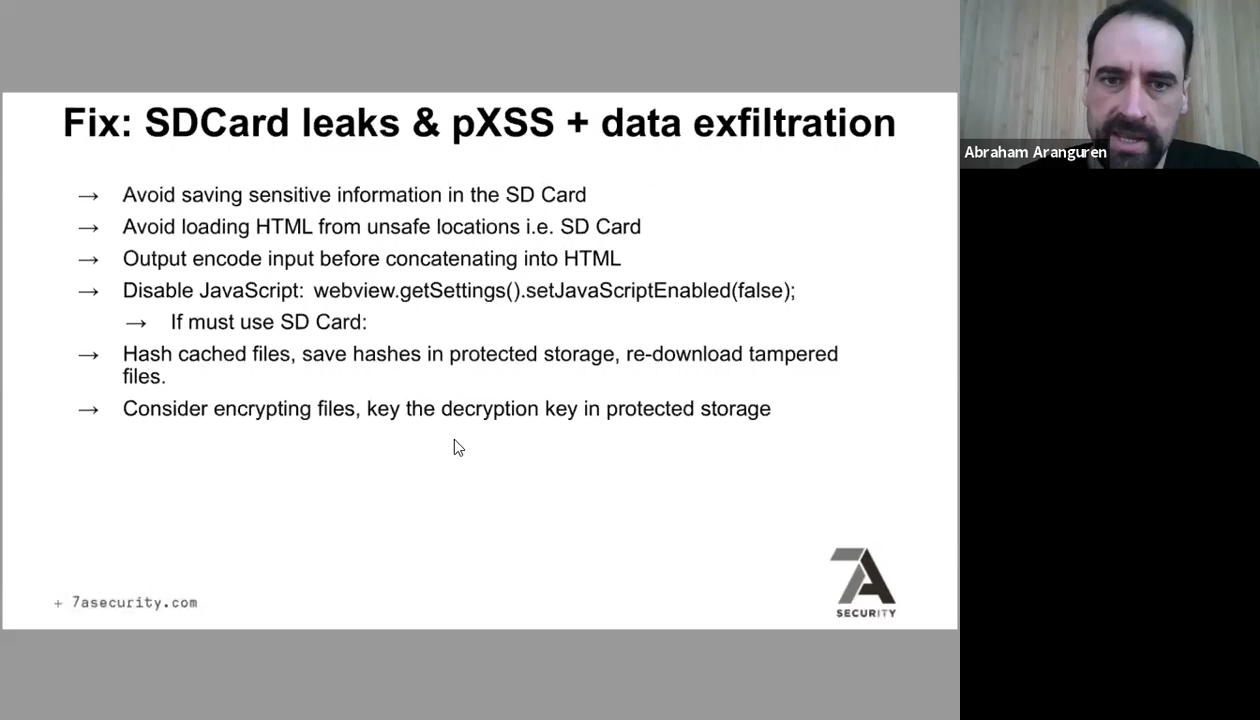 Fix: SDCard leaks & pXSS + data exfiltration
→ Avoid saving sensitive information in the SD Card
→ Avoid loading HTML from unsafe locations i.e. SD Card
→ Output encode input before concatenating into HTML
→ Disable JavaScript: webview.getSettings().setJavaScriptEnabled(false);
→ If must use SD Card:
→ Hash cached files, save hashes in protected storage, re-download tampered
files.
→ Consider encrypting files, key the decryption key in protected storage
+ 7asecurity.com
7A
SECURITY
Abraham Aranguren